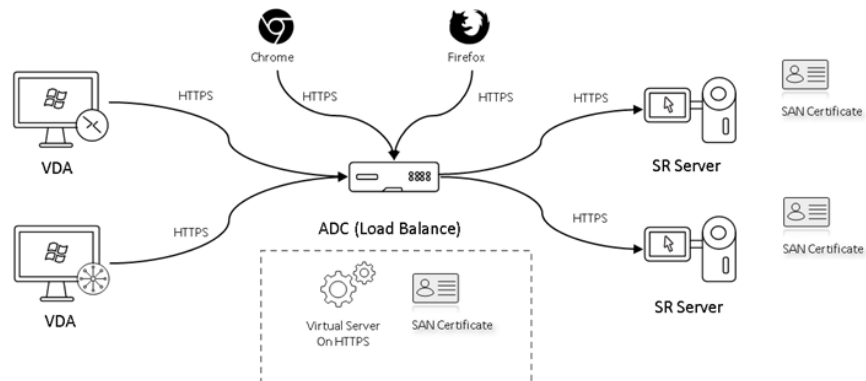 Chrome
Firefox
HTTPS
HTTPS
HTTPS
HTTPS
SAN Certificate
VDA
SR Server
ADC (Load Balance)
HTTPS
HTTPS
SAN Certificate
VDA
SR Server
Virtual Server
On HTTPS
SAN Certificate